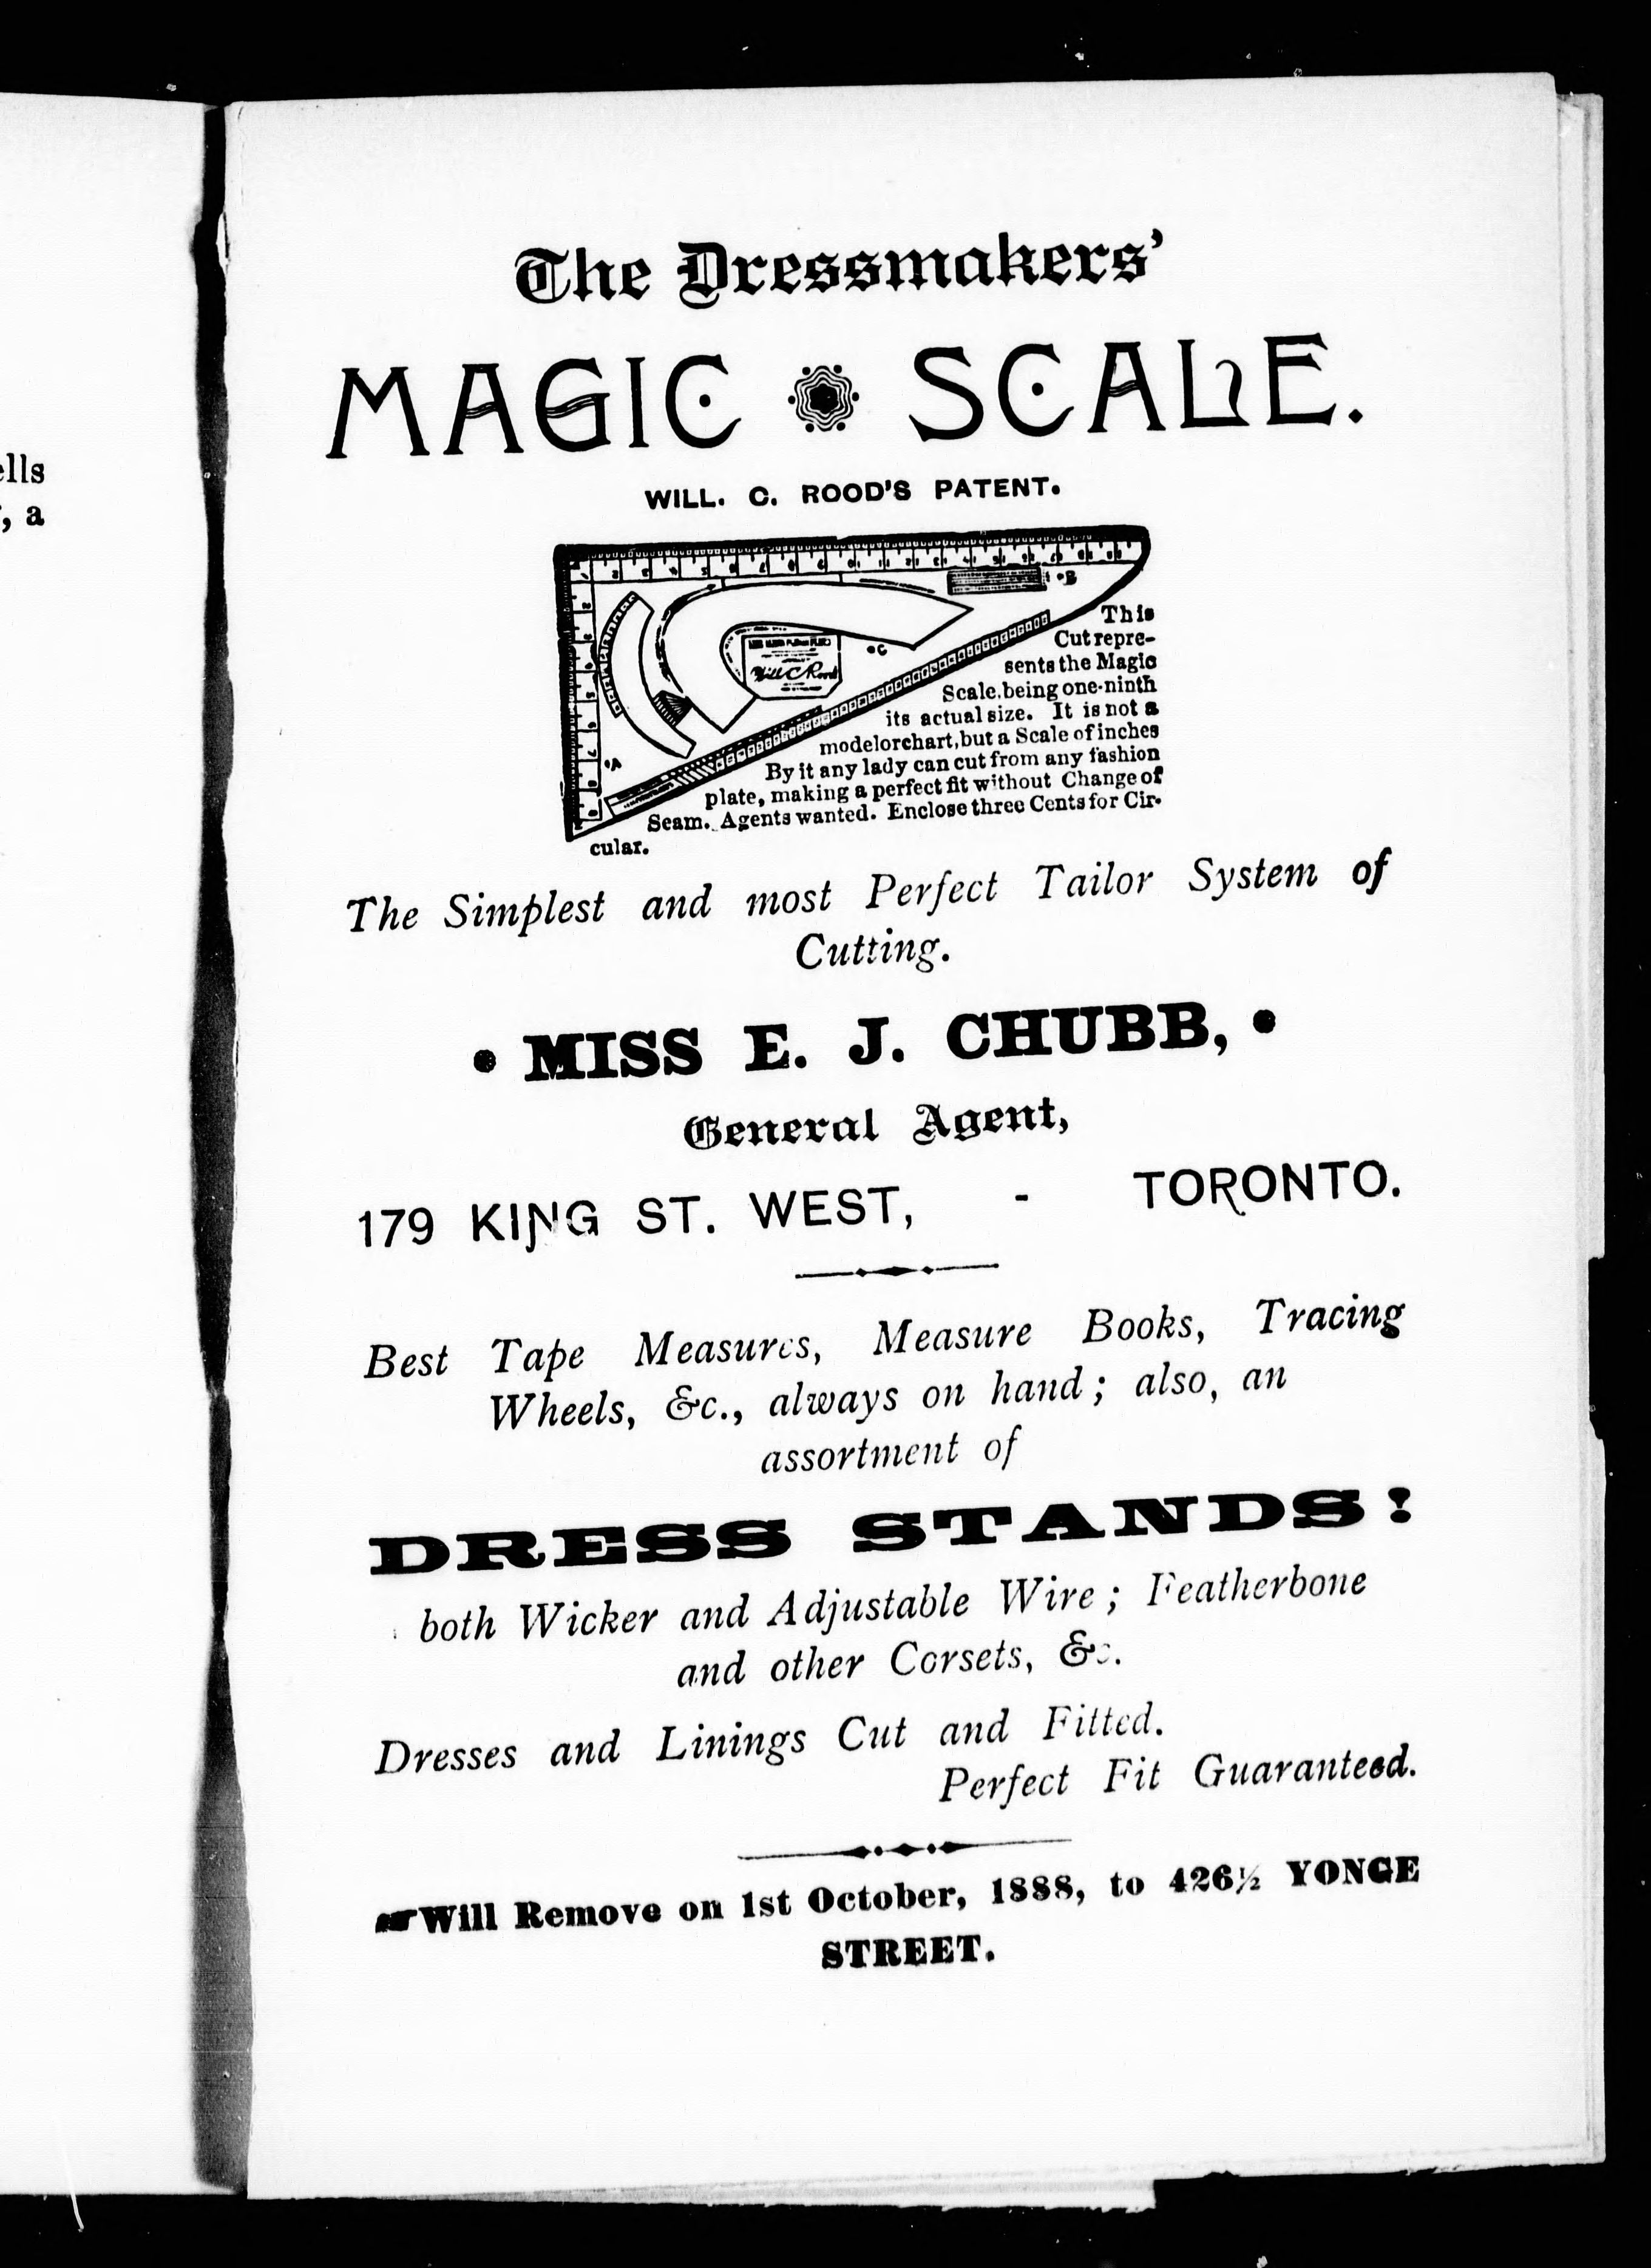 ells
, a
The Dressmakers'
MAGIC SCALE.
WILL. C. ROOD'S PATENT.
Will C Rood
This
Cut repre-
sents the Magic
Scale, being one-ninth
its actual size. It is not a
model or chart, but a Scale of inches
By it any lady can cut from any fashion
plate, making a perfect fit without Change of
Seam. Agents wanted. Enclose three Cents for Cir-
cular.
The Simplest and most Perfect Tailor System of
Cutting.
• MISS E. J. CHUBB, •
General Agent,
179 KING ST. WEST, - TORONTO.
Best Tape Measures, Measure Books, Tracing
Wheels, &c., always on hand; also, an
assortment of
DRESS STANDS!
both Wicker and Adjustable Wire; Featherbone
and other Corsets, &c.
Dresses and Linings Cut and Fitted.
Perfect Fit Guaranteed.
☞Will Remove on 1st October, 1888, to 426½ YONGE
STREET.